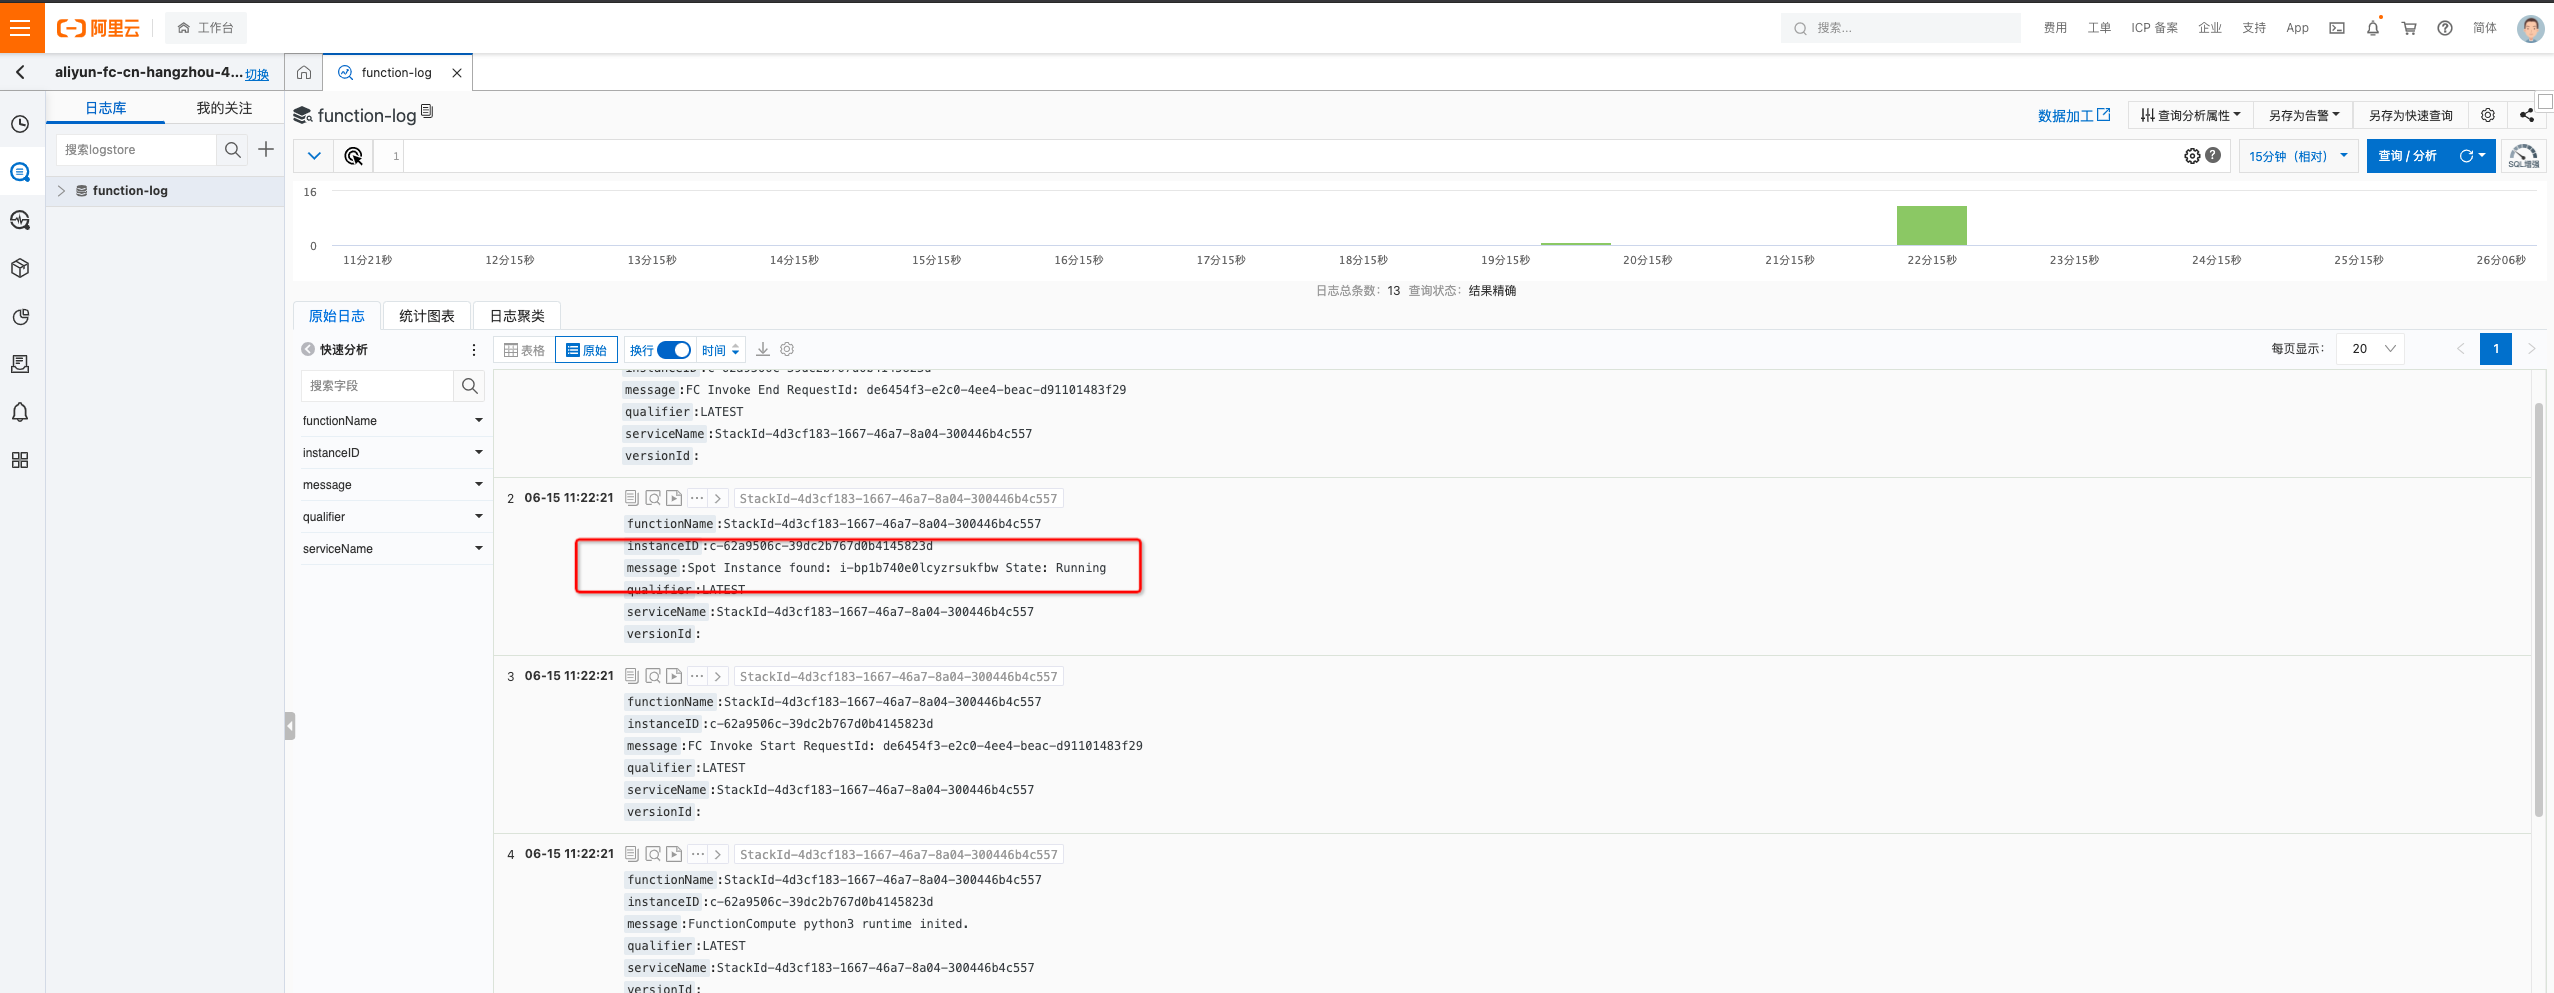 阿里云 工作台 搜索... 费用 工单 ICP 备案 企业 支持 App 简体
aliyun-fc-cn-hangzhou-4... 切换 function-log
日志库 我的关注
搜索logstore
function-log
function-log 数据加工 查询分析属性 另存为告警 另存为快速查询
1 15分钟（相对） 查询 / 分析 SQL增强
16
0
11分21秒 12分15秒 13分15秒 14分15秒 15分15秒 16分15秒 17分15秒 18分15秒 19分15秒 20分15秒 21分15秒 22分15秒 23分15秒 24分15秒 25分15秒 26分06秒
日志总条数：13 查询状态：结果精确
原始日志 统计图表 日志聚类
快速分析 表格 原始 换行 时间 每页显示： 20 1
搜索字段
functionName
instanceID
message
qualifier
serviceName
instanceID:c-62a9506c-39dc2b767d0b4145823d
message:FC Invoke End RequestId: de6454f3-e2c0-4ee4-beac-d91101483f29
qualifier:LATEST
serviceName:StackId-4d3cf183-1667-46a7-8a04-300446b4c557
versionId:
2 06-15 11:22:21 ··· StackId-4d3cf183-1667-46a7-8a04-300446b4c557
functionName:StackId-4d3cf183-1667-46a7-8a04-300446b4c557
instanceID:c-62a9506c-39dc2b767d0b4145823d
message:Spot Instance found: i-bp1b740e0lcyzrsukfbw State: Running
qualifier:LATEST
serviceName:StackId-4d3cf183-1667-46a7-8a04-300446b4c557
versionId:
3 06-15 11:22:21 ··· StackId-4d3cf183-1667-46a7-8a04-300446b4c557
functionName:StackId-4d3cf183-1667-46a7-8a04-300446b4c557
instanceID:c-62a9506c-39dc2b767d0b4145823d
message:FC Invoke Start RequestId: de6454f3-e2c0-4ee4-beac-d91101483f29
qualifier:LATEST
serviceName:StackId-4d3cf183-1667-46a7-8a04-300446b4c557
versionId:
4 06-15 11:22:21 ··· StackId-4d3cf183-1667-46a7-8a04-300446b4c557
functionName:StackId-4d3cf183-1667-46a7-8a04-300446b4c557
instanceID:c-62a9506c-39dc2b767d0b4145823d
message:FunctionCompute python3 runtime inited.
qualifier:LATEST
serviceName:StackId-4d3cf183-1667-46a7-8a04-300446b4c557
versionId: